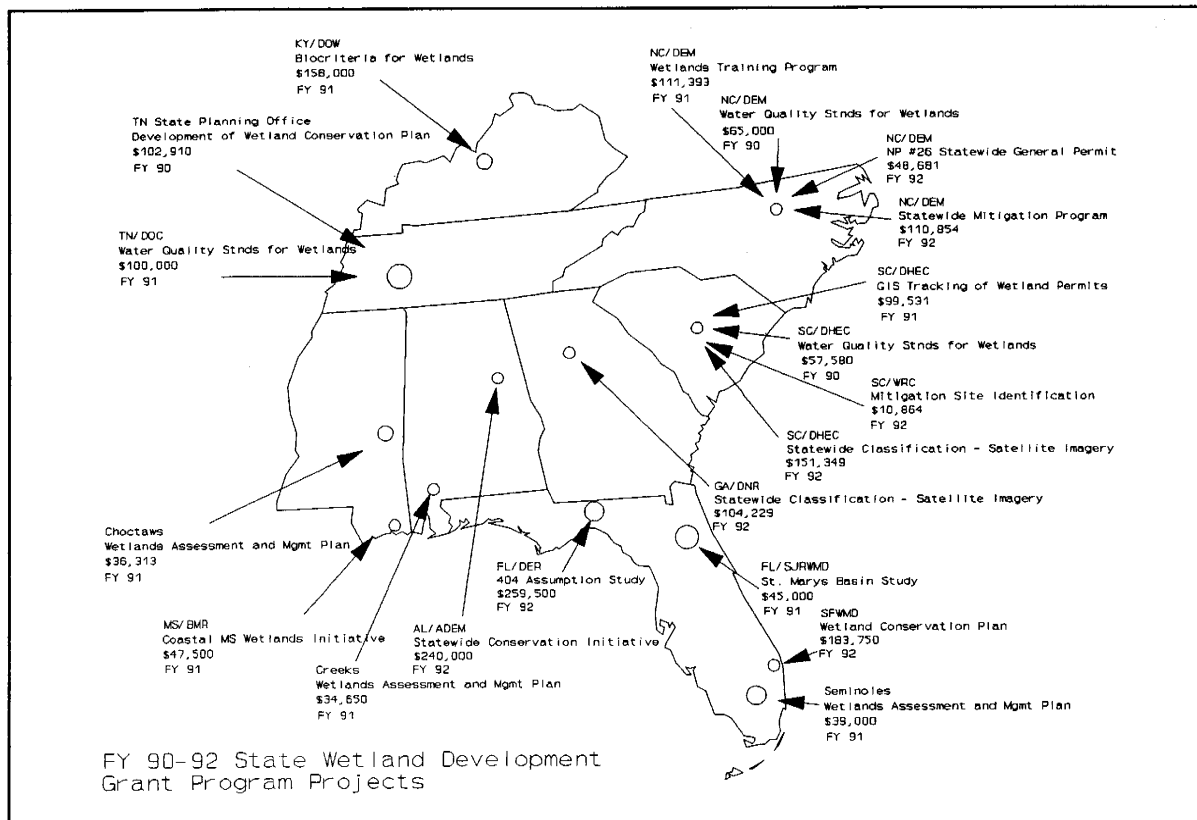 KY/DOW
Biocriteria for Wetlands
$158,000
FY 91
NC/DEM
Wetlands Training Program
$111,393
FY 91
NC/DEM
Water Quality Stnds for Wetlands
$65,000
FY 90
TN State Planning Office
Development of Wetland Conservation Plan
$102,910
FY 90
NC/DEM
NP #26 Statewide General Permit
$48,681
FY 92
NC/DEM
Statewide Mitigation Program
$110,854
FY 92
TN/DOC
Water Quality Stnds for Wetlands
$100,000
FY 91
SC/DHEC
GIS Tracking of Wetland Permits
$99,531
FY 91
SC/DHEC
Water Quality Stnds for Wetlands
$57,580
FY 90
SC/WRC
Mitigation Site Identification
$10,864
FY 92
SC/DHEC
Statewide Classification - Satellite Imagery
$151,349
FY 92
GA/DNR
Statewide Classification - Satellite Imagery
$104,229
FY 92
Choctaws
Wetlands Assessment and Mgmt Plan
$36,313
FY 91
FL/DER
404 Assumption Study
$259,500
FY 92
FL/SJRWMD
St. Marys Basin Study
$45,000
FY 91
MS/BMR
Coastal MS Wetlands Initiative
$47,500
FY 91
AL/ADEM
Statewide Conservation Initiative
$240,000
FY 92
SFWMD
Wetland Conservation Plan
$183,750
FY 92
Creeks
Wetlands Assessment and Mgmt Plan
$34,650
FY 91
Seminoles
Wetlands Assessment and Mgmt Plan
$39,000
FY 91
FY 90-92 State Wetland Development
Grant Program Projects